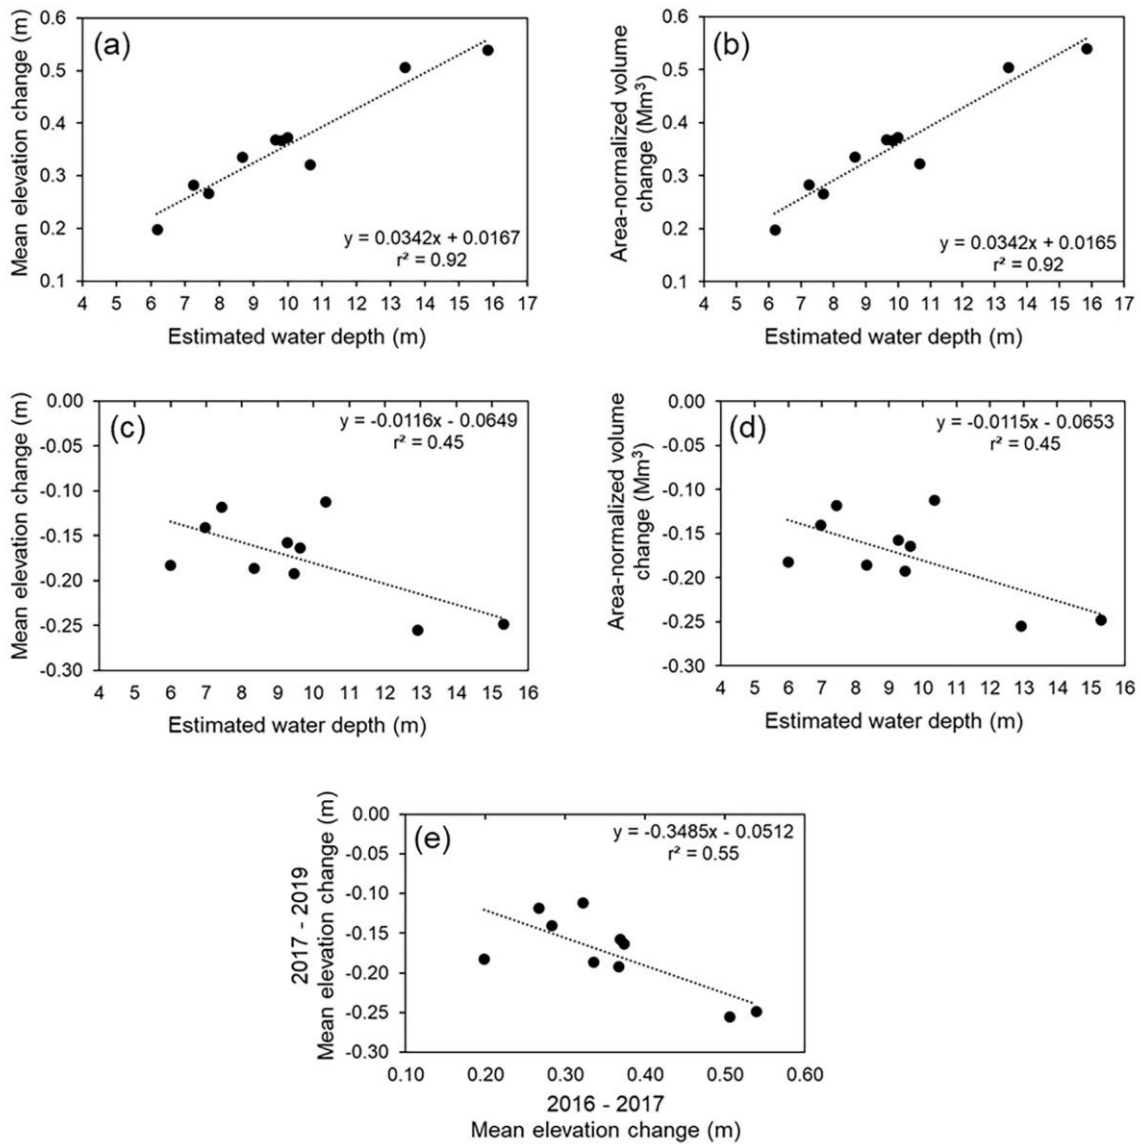 (a)
Mean elevation change (m)
0.6
0.5
0.4
0.3
0.2
0.1
y = 0.0342x + 0.0167
r² = 0.92
4 5 6 7 8 9 10 11 12 13 14 15 16 17
Estimated water depth (m)
(b)
Area-normalized volume
change (Mm³)
0.6
0.5
0.4
0.3
0.2
0.1
y = 0.0342x + 0.0165
r² = 0.92
4 5 6 7 8 9 10 11 12 13 14 15 16 17
Estimated water depth (m)
(c)
Mean elevation change (m)
0.00
-0.05
-0.10
-0.15
-0.20
-0.25
-0.30
y = -0.0116x - 0.0649
r² = 0.45
4 5 6 7 8 9 10 11 12 13 14 15 16
Estimated water depth (m)
(d)
Area-normalized volume
change (Mm³)
0.00
-0.05
-0.10
-0.15
-0.20
-0.25
-0.30
y = -0.0115x - 0.0653
r² = 0.45
4 5 6 7 8 9 10 11 12 13 14 15 16
Estimated water depth (m)
(e)
2017 - 2019
Mean elevation change (m)
0.00
-0.05
-0.10
-0.15
-0.20
-0.25
-0.30
y = -0.3485x - 0.0512
r² = 0.55
0.10 0.20 0.30 0.40 0.50 0.60
2016 - 2017
Mean elevation change (m)